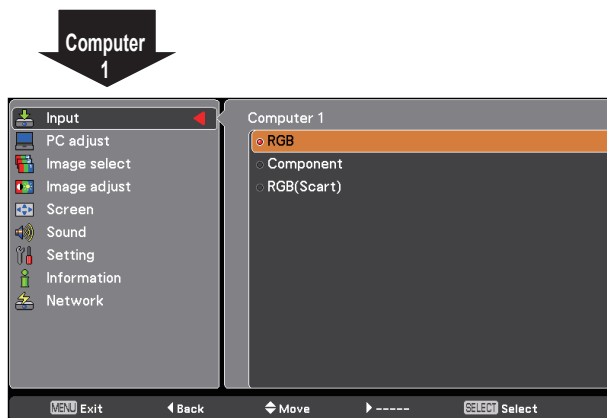 Computer
1
Input
PC adjust
Image select
Image adjust
Screen
Sound
Setting
Information
Network
Computer 1
RGB
Component
RGB(Scart)
MENU Exit
Back
Move
-----
SELECT Select